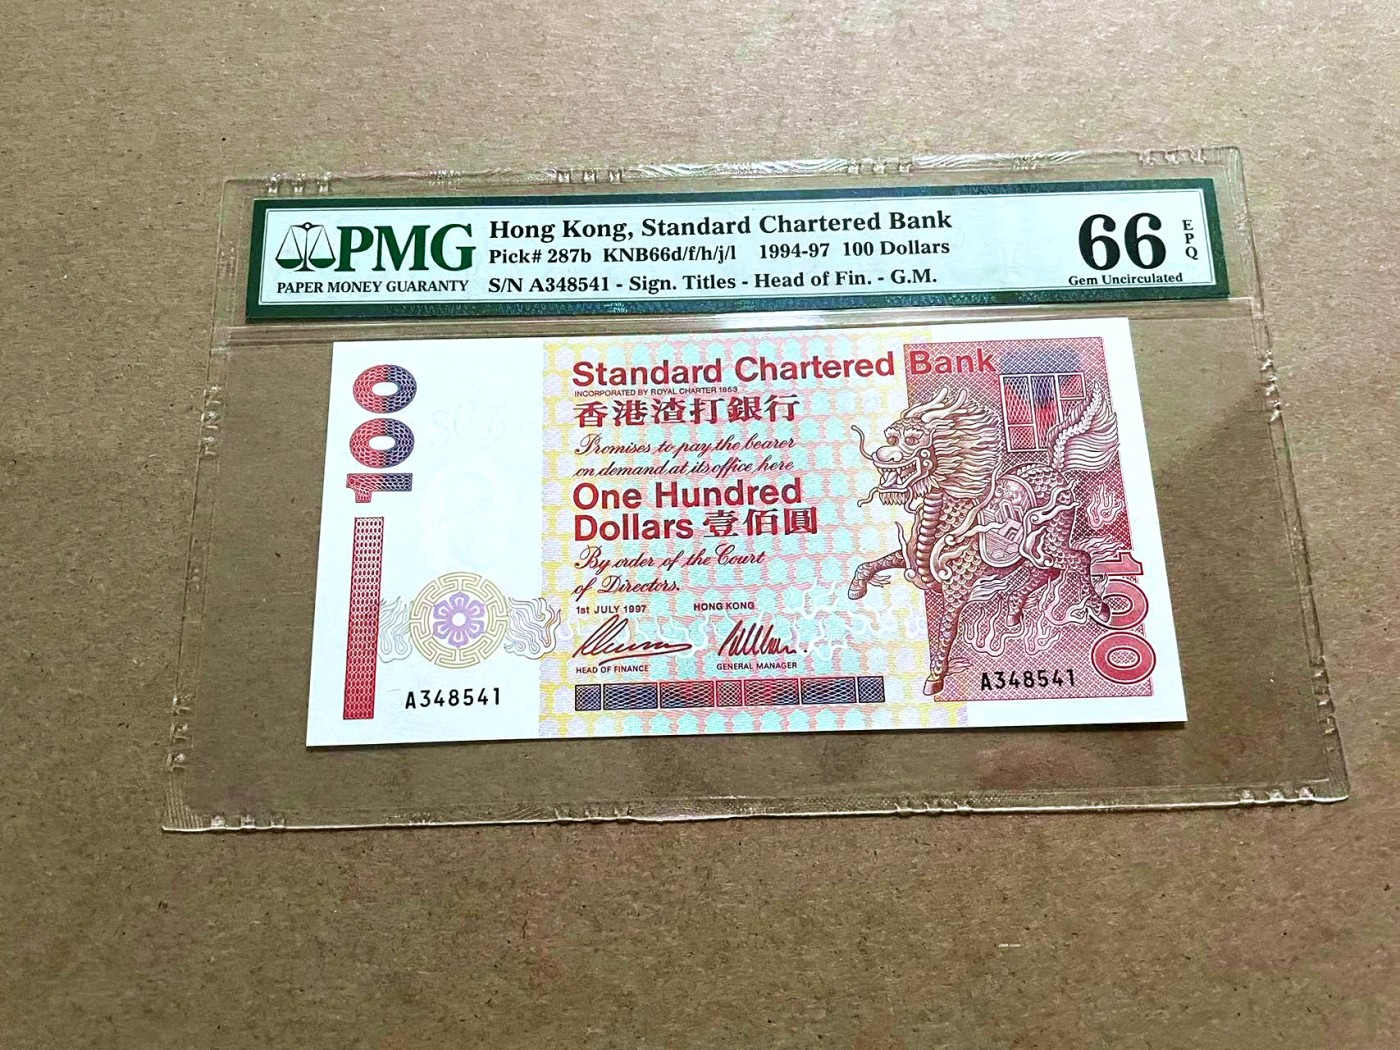 PMG
PAPER MONEY GUARANTY
Hong Kong, Standard Chartered Bank
Pick# 287b KNB66d/f/h/j/l 1994-97 100 Dollars
S/N A348541 - Sign. Titles - Head of Fin. - G.M.
66
EPQ
Gem Uncirculated
100
Standard Chartered Bank
INCORPORATED BY ROYAL CHARTER 1853
香港渣打銀行
Promises to pay the bearer
on demand at its office here
One Hundred
Dollars 壹佰圓
By order of the Court
of Directors.
1st JULY 1997 HONG KONG
HEAD OF FINANCE GENERAL MANAGER
A348541
A348541
100